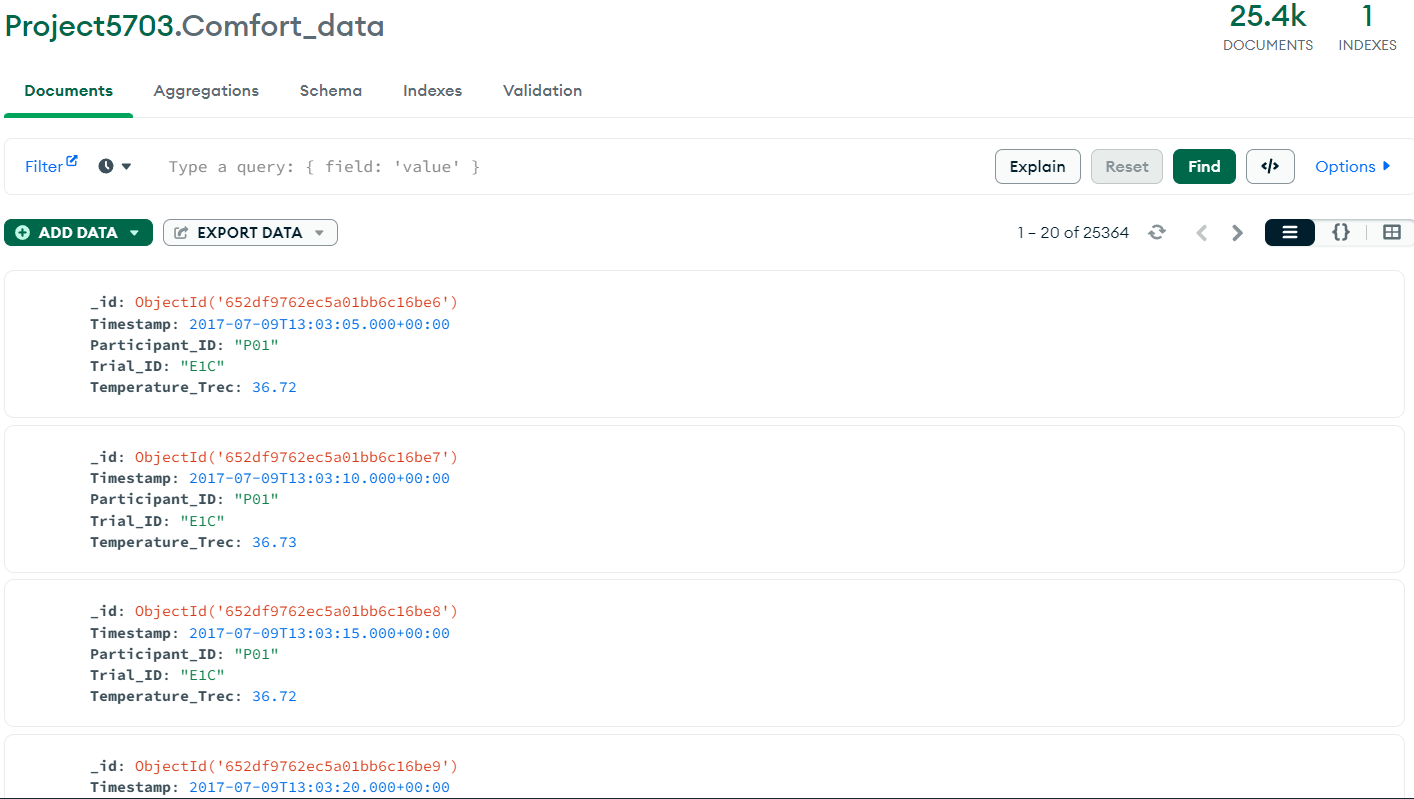 Project5703.Comfort_data
25.4k 1
DOCUMENTS INDEXES
Documents Aggregations Schema Indexes Validation
Filter Type a query: { field: 'value' } Explain Reset Find </> Options
ADD DATA EXPORT DATA 1 – 20 of 25364 {}
_id: ObjectId('652df9762ec5a01bb6c16be6')
Timestamp: 2017-07-09T13:03:05.000+00:00
Participant_ID: "P01"
Trial_ID: "E1C"
Temperature_Trec: 36.72
_id: ObjectId('652df9762ec5a01bb6c16be7')
Timestamp: 2017-07-09T13:03:10.000+00:00
Participant_ID: "P01"
Trial_ID: "E1C"
Temperature_Trec: 36.73
_id: ObjectId('652df9762ec5a01bb6c16be8')
Timestamp: 2017-07-09T13:03:15.000+00:00
Participant_ID: "P01"
Trial_ID: "E1C"
Temperature_Trec: 36.72
_id: ObjectId('652df9762ec5a01bb6c16be9')
Timestamp: 2017-07-09T13:03:20.000+00:00